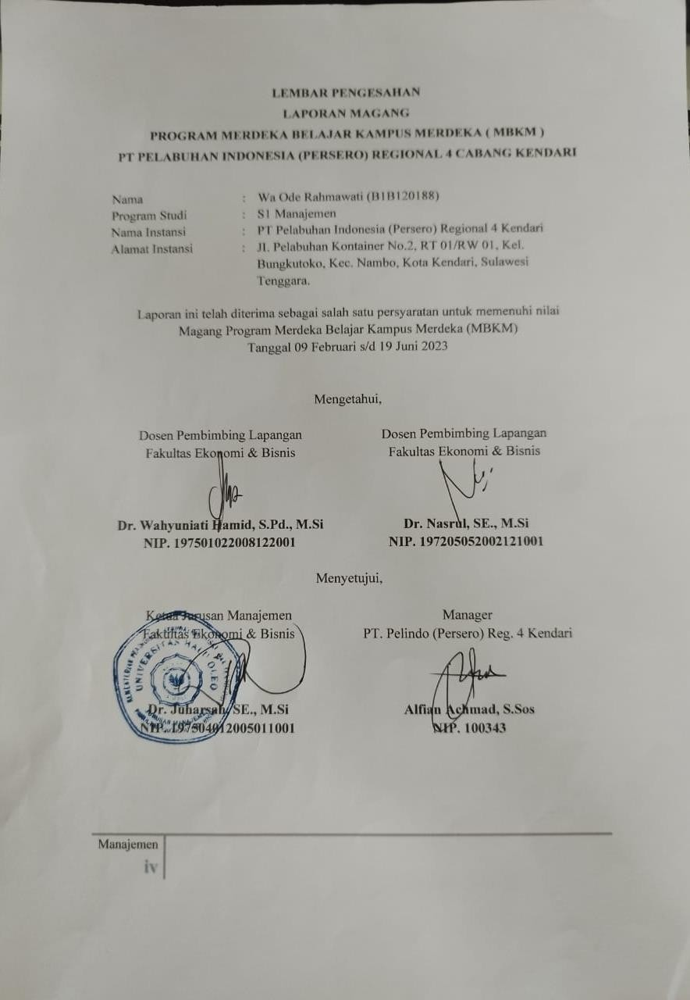 LEMBAR PENGESAHAN
LAPORAN MAGANG
PROGRAM MERDEKA BELAJAR KAMPUS MERDEKA ( MBKM )
PT PELABUHAN INDONESIA (PERSERO) REGIONAL 4 CABANG KENDARI
Nama : Wa Ode Rahmawati (B1B120188)
Program Studi : S1 Manajemen
Nama Instansi : PT Pelabuhan Indonesia (Persero) Regional 4 Kendari
Alamat Instansi : Jl. Pelabuhan Kontainer No.2, RT 01/RW 01, Kel.
Bungkutoko, Kec. Nambo, Kota Kendari, Sulawesi
Tenggara.
Laporan ini telah diterima sebagai salah satu persyaratan untuk memenuhi nilai
Magang Program Merdeka Belajar Kampus Merdeka (MBKM)
Tanggal 09 Februari s/d 19 Juni 2023
Mengetahui,
Dosen Pembimbing Lapangan
Fakultas Ekonomi & Bisnis
Dr. Wahyuniati Hamid, S.Pd., M.Si
NIP. 197501022008122001
Dosen Pembimbing Lapangan
Fakultas Ekonomi & Bisnis
Dr. Nasrul, SE., M.Si
NIP. 197205052002121001
Menyetujui,
Ketua Jurusan Manajemen
Fakultas Ekonomi & Bisnis
UNIVERSITAS HALU OLEO
JURUSAN MANAJEMEN
Dr. Juharsah, SE., M.Si
NIP. 197504012005011001
Manager
PT. Pelindo (Persero) Reg. 4 Kendari
Alfian Achmad, S.Sos
NIP. 100343
Manajemen
iv